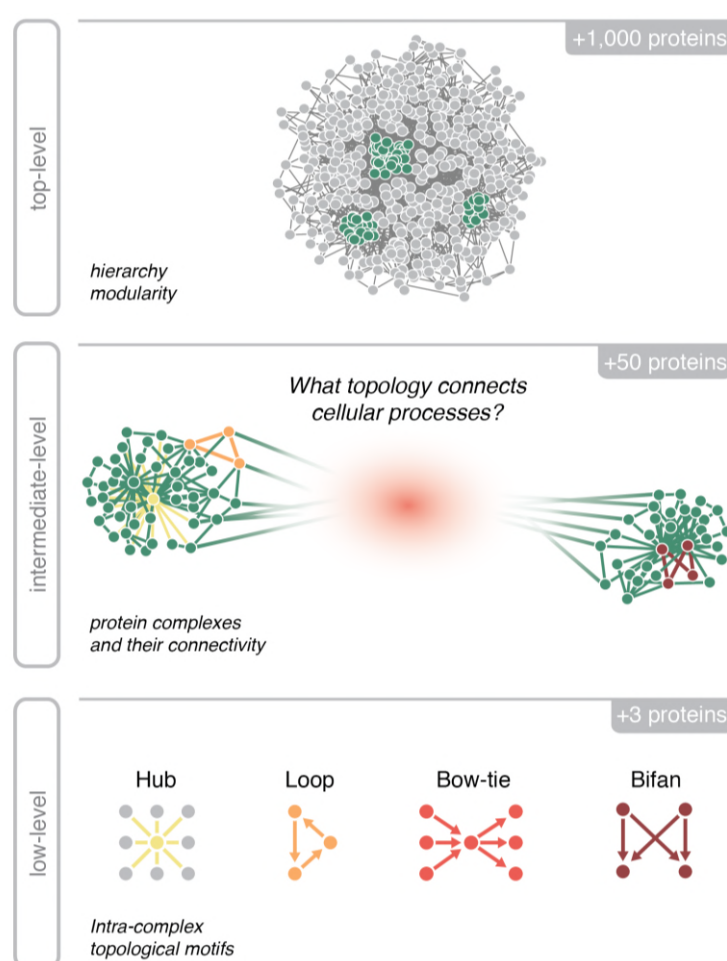 +1,000 proteins
top-level
hierarchy
modularity
+50 proteins
What topology connects
cellular processes?
intermediate-level
protein complexes
and their connectivity
+3 proteins
Hub Loop Bow-tie Bifan
low-level
Intra-complex
topological motifs